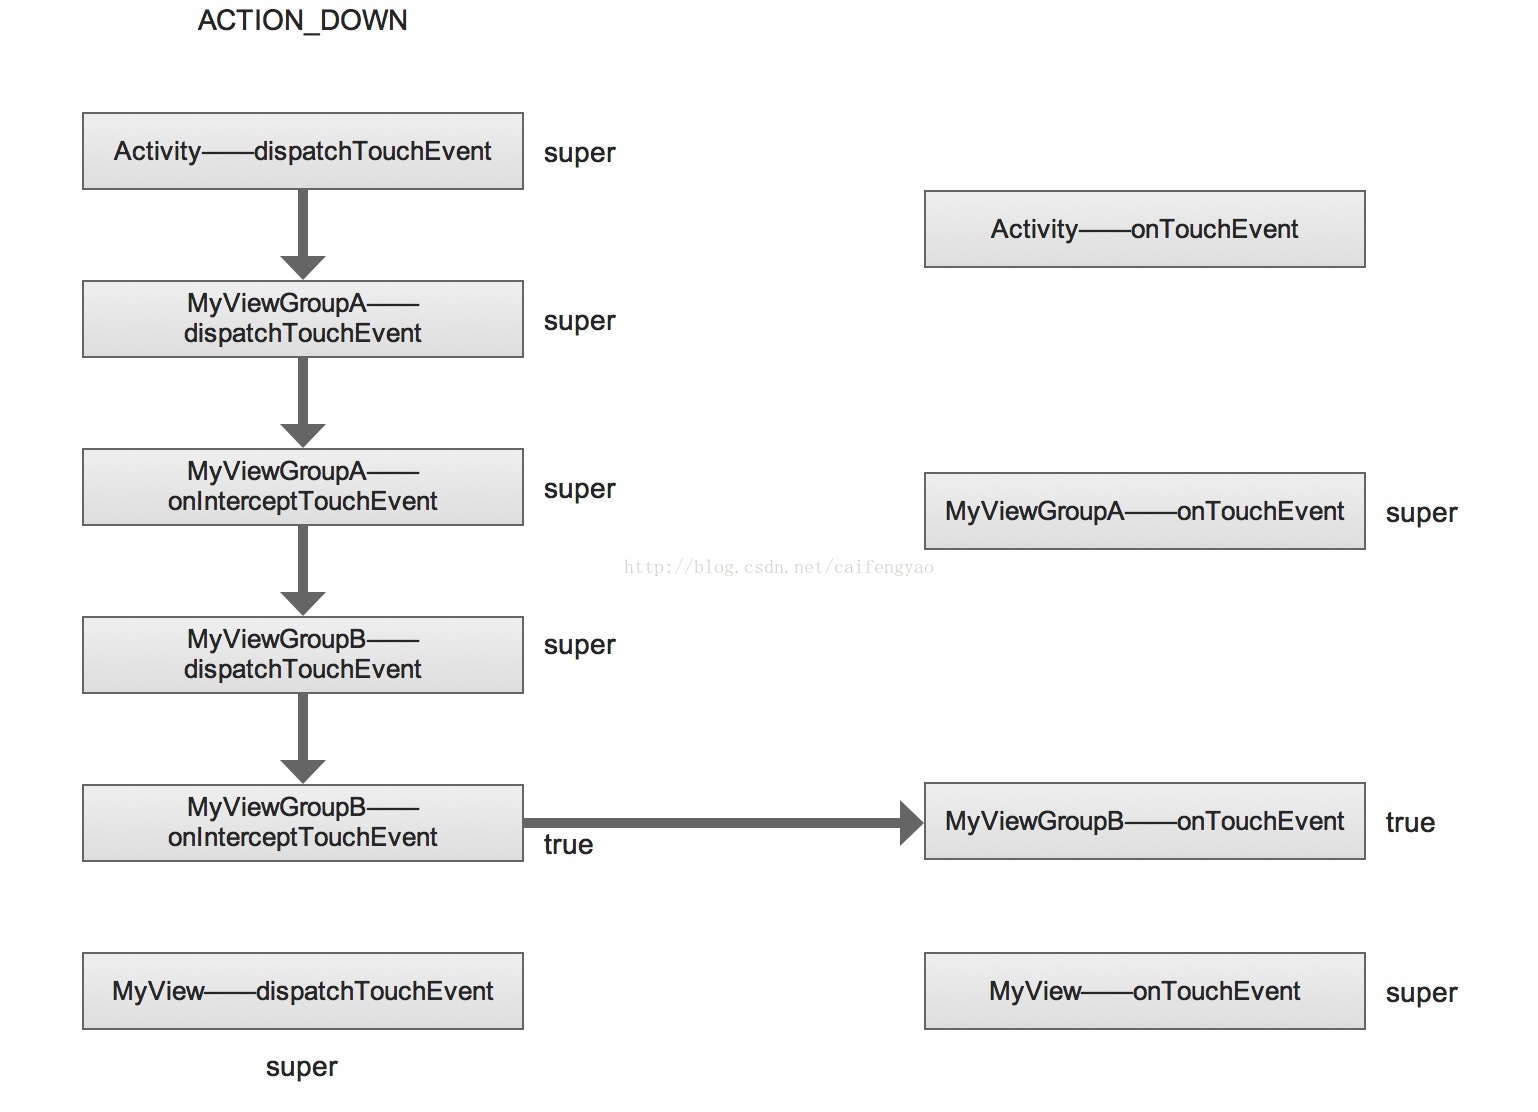 ACTION_DOWN
Activity——dispatchTouchEvent
super
Activity——onTouchEvent
MyViewGroupA——
dispatchTouchEvent
super
MyViewGroupA——
onInterceptTouchEvent
super
MyViewGroupA——onTouchEvent
super
http://blog.csdn.net/caifengyao
MyViewGroupB——
dispatchTouchEvent
super
MyViewGroupB——
onInterceptTouchEvent
true
MyViewGroupB——onTouchEvent
true
MyView——dispatchTouchEvent
super
MyView——onTouchEvent
super